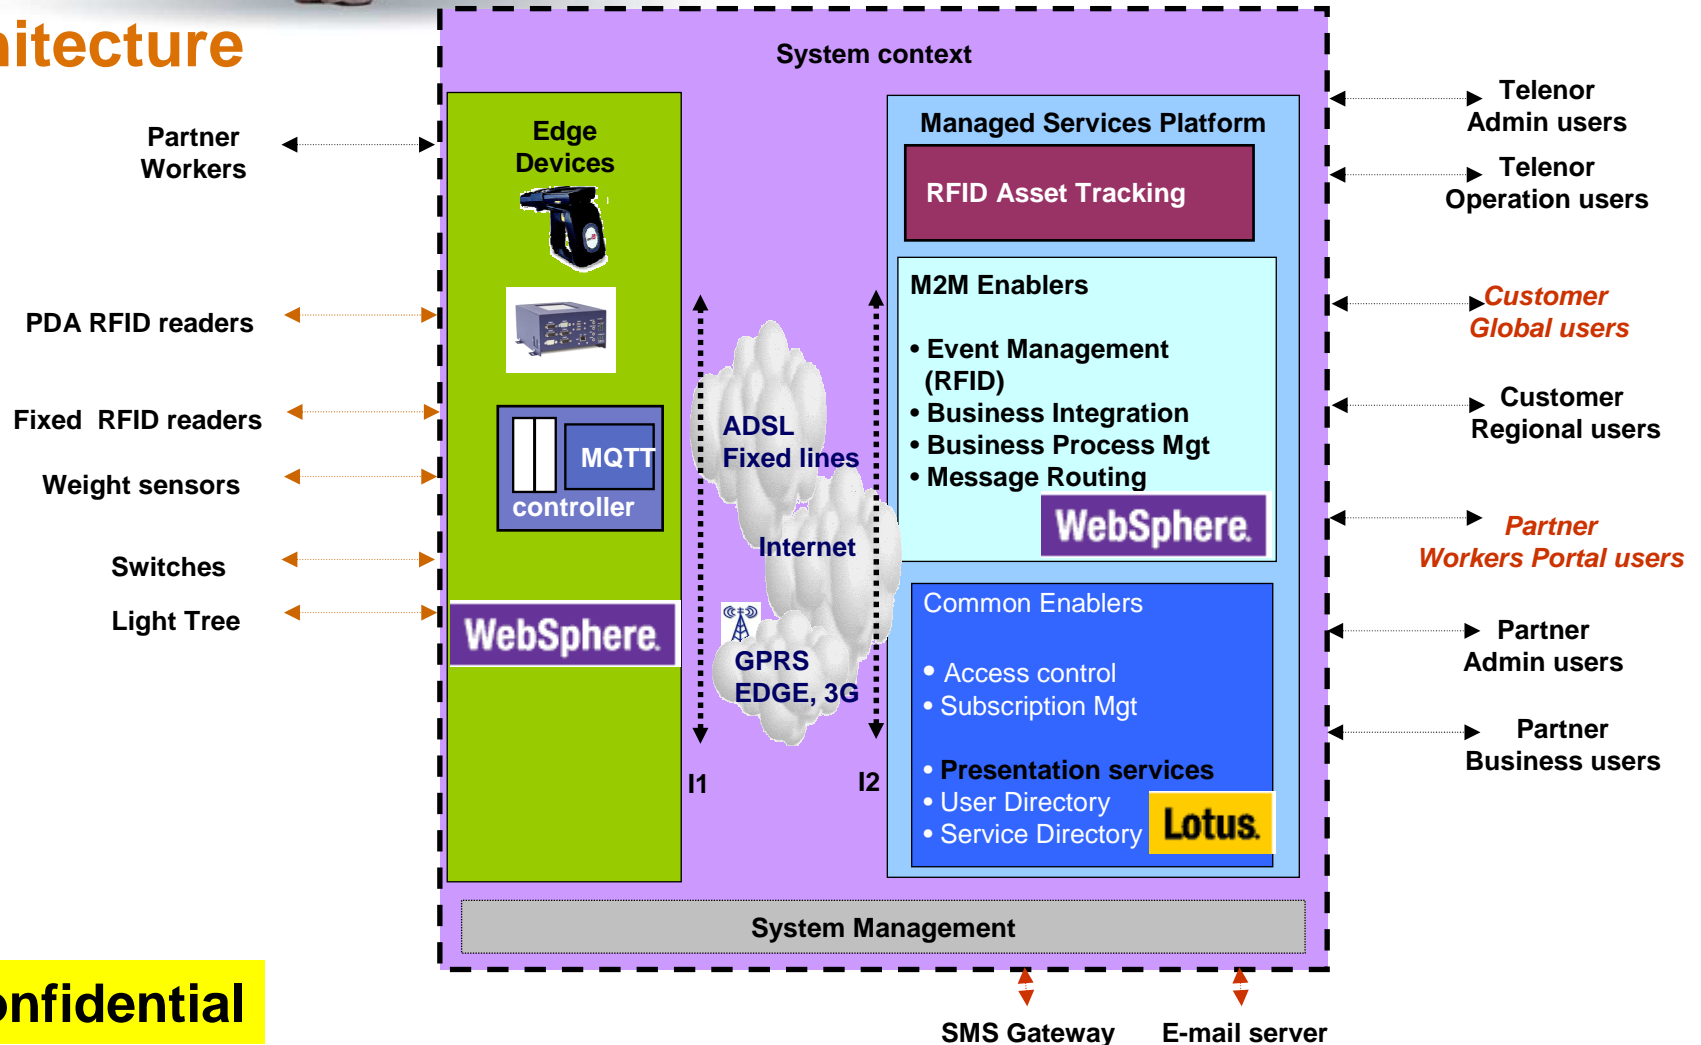 hitecture
System context
Partner
Workers
PDA RFID readers
Fixed RFID readers
Weight sensors
Switches
Light Tree
Edge
Devices
MQTT
controller
WebSphere.
I1
ADSL
Fixed lines
Internet
GPRS
EDGE, 3G
I2
Managed Services Platform
RFID Asset Tracking
M2M Enablers
• Event Management
(RFID)
• Business Integration
• Business Process Mgt
• Message Routing
WebSphere.
Common Enablers
• Access control
• Subscription Mgt
• Presentation services
• User Directory
• Service Directory
Lotus.
System Management
Telenor
Admin users
Telenor
Operation users
Customer
Global users
Customer
Regional users
Partner
Workers Portal users
Partner
Admin users
Partner
Business users
onfidential
SMS Gateway
E-mail server